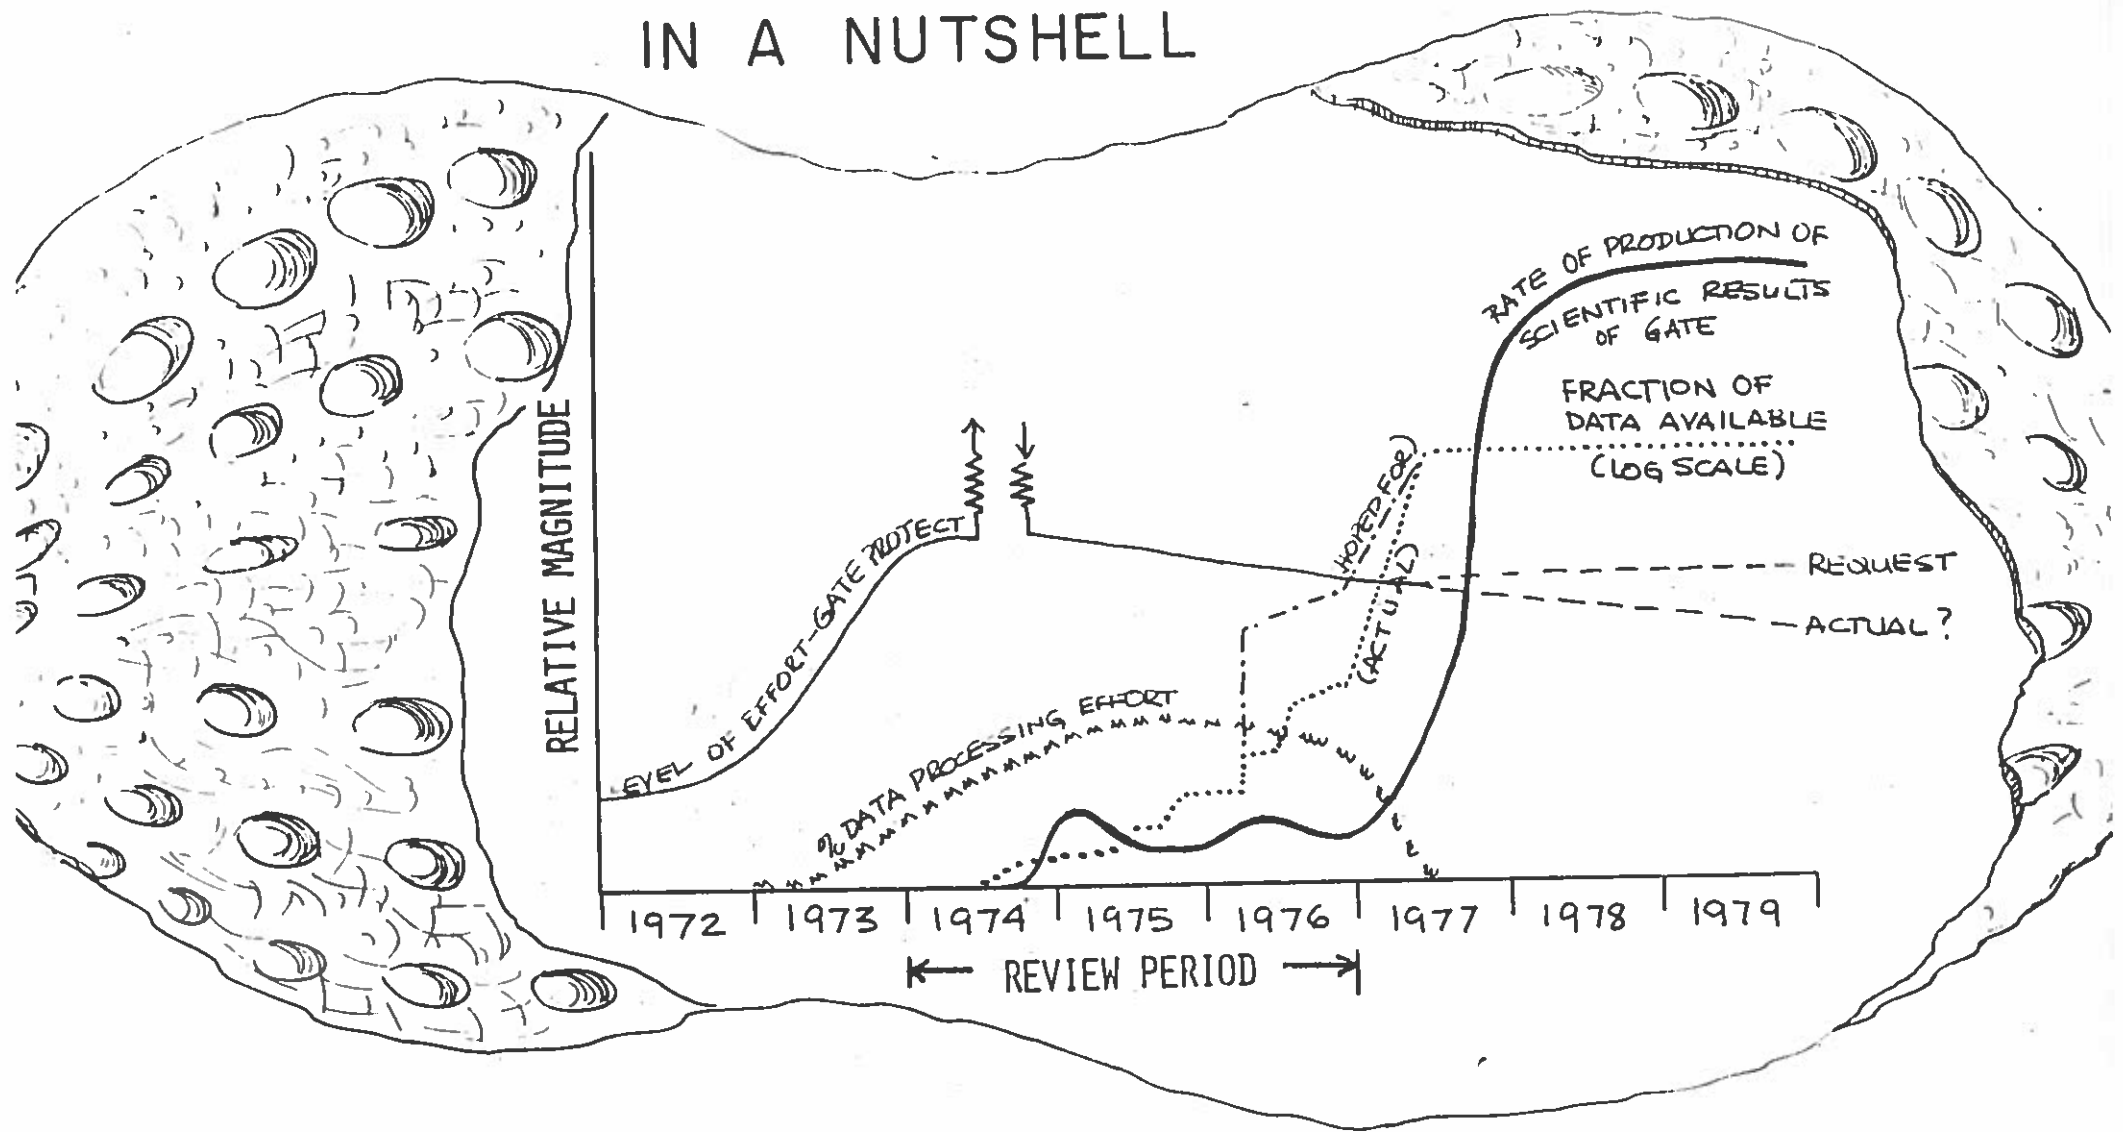 IN A NUTSHELL
RELATIVE MAGNITUDE
RATE OF PRODUCTION OF
SCIENTIFIC RESULTS
OF GATE
FRACTION OF
DATA AVAILABLE
(LOG SCALE)
(HOPED FOR)
(ACTUAL)
REQUEST
ACTUAL?
LEVEL OF EFFORT-GATE PROJECT
% DATA PROCESSING EFFORT
1972 1973 1974 1975 1976 1977 1978 1979
REVIEW PERIOD